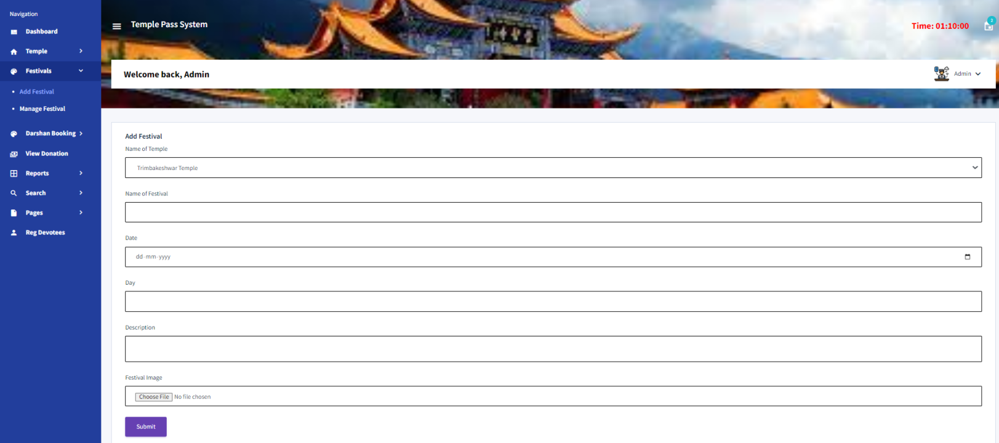 Navigation
Dashboard
Temple
Festivals
Add Festival
Manage Festival
Darshan Booking
View Donation
Reports
Search
Pages
Reg Devotees
Temple Pass System
Time: 01:10:00
2
Welcome back, Admin
Admin
Add Festival
Name of Temple
Trimbakeshwar Temple
Name of Festival
Date
dd-mm-yyyy
Day
Description
Festival Image
Choose File No file chosen
Submit